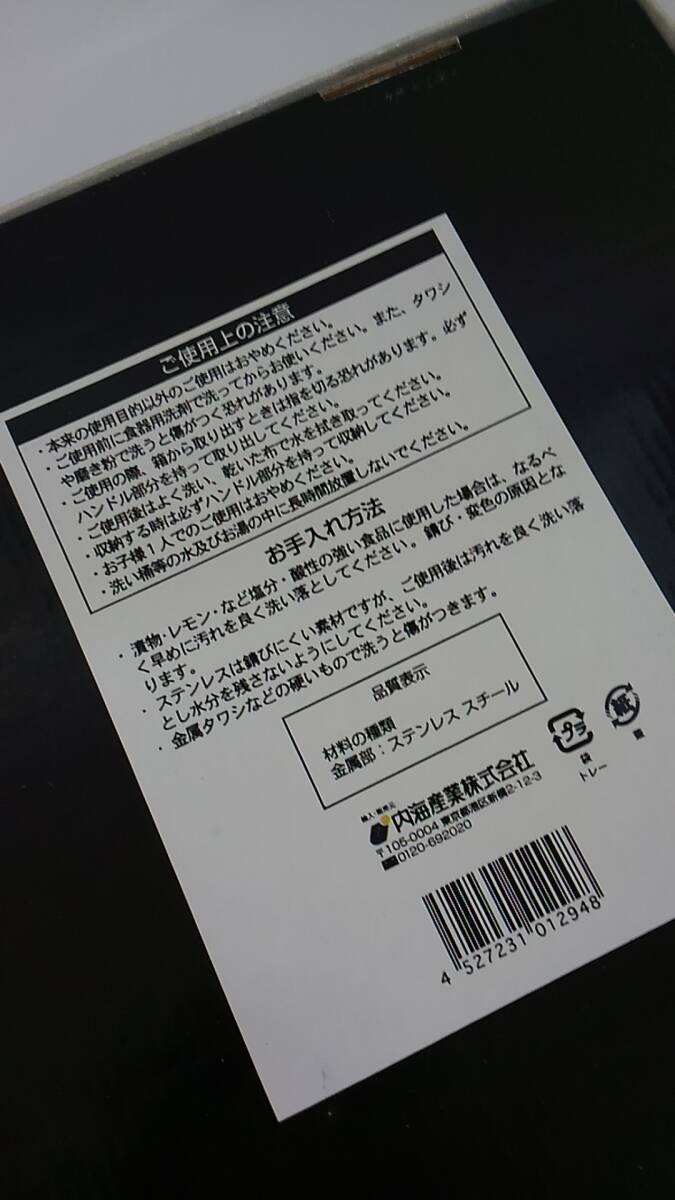 ご使用上の注意
・本来の使用目的以外のご使用はおやめください。
・ご使用前に食器用洗剤で洗ってからお使いください。また、タワシ
や磨き粉で洗うと傷がつく恐れがあります。
・ご使用の際、箱から取り出すときは指を切る恐れがあります。必ず
ハンドル部分を持って取り出してください。
・ご使用後はよく洗い、乾いた布で水を拭き取ってください。
・収納する時は必ずハンドル部分を持って収納してください。
・お子様1人でのご使用はおやめください。
・洗い桶等の水及びお湯の中に長時間放置しないでください。
お手入れ方法
・漬物・レモン・など塩分・酸性の強い食品に使用した場合は、なるべ
く早めに汚れを良く洗い落としてください。錆び・変色の原因とな
ります。
・ステンレスは錆びにくい素材ですが、ご使用後は汚れを良く洗い落
とし水分を残さないようにしてください。
・金属タワシなどの硬いもので洗うと傷がつきます。
品質表示
材料の種類
金属部：ステンレス スチール
プラ
紙
袋
トレー
箱
輸入・販売元
内海産業株式会社
〒105-0004 東京都港区新橋2-12-3
0120-692020
4 527231 012948